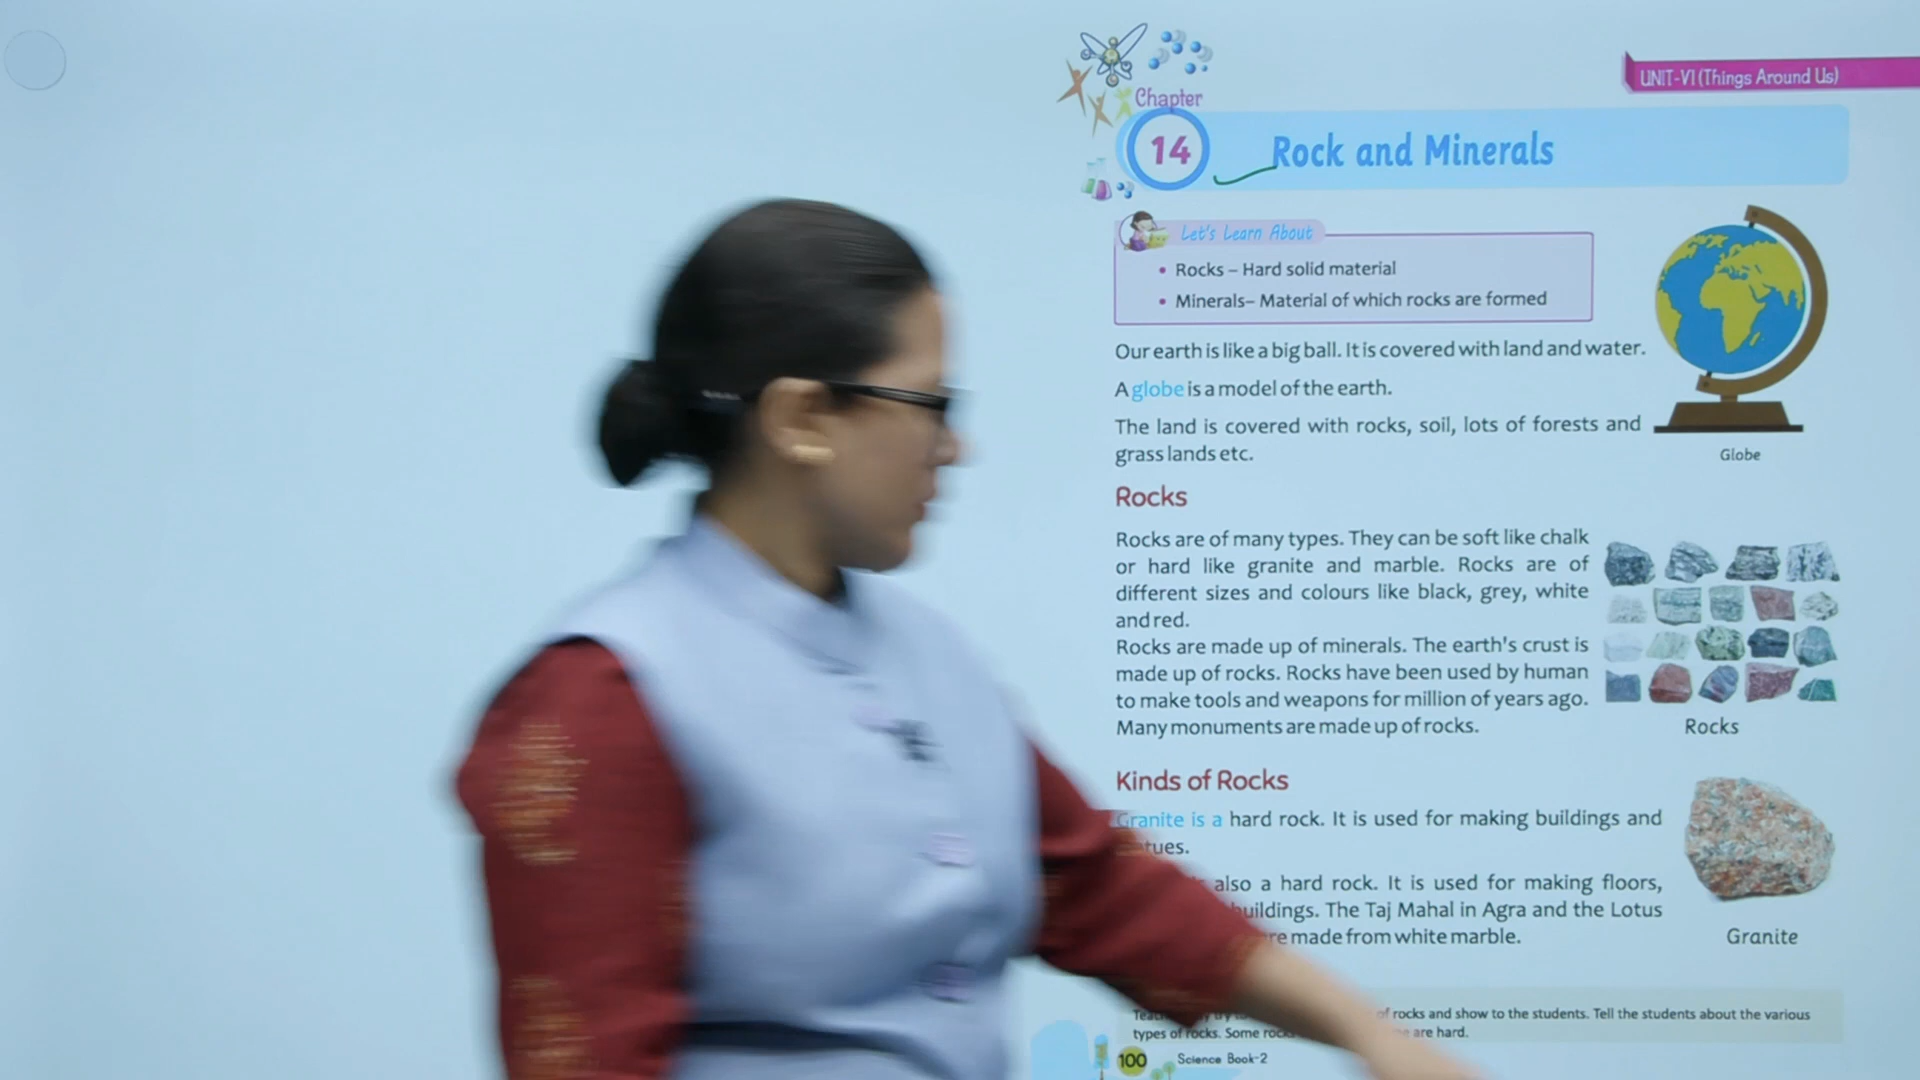 UNIT-VI (Things Around Us)
Chapter
14
Rock and Minerals
Let's Learn About
• Rocks – Hard solid material
• Minerals– Material of which rocks are formed
Our earth is like a big ball. It is covered with land and water.
A globe is a model of the earth.
The land is covered with rocks, soil, lots of forests and
grass lands etc.
Globe
Rocks
Rocks are of many types. They can be soft like chalk
or hard like granite and marble. Rocks are of
different sizes and colours like black, grey, white
and red.
Rocks are made up of minerals. The earth's crust is
made up of rocks. Rocks have been used by human
to make tools and weapons for million of years ago.
Many monuments are made up of rocks.
Rocks
Kinds of Rocks
Granite is a hard rock. It is used for making buildings and
also a hard rock. It is used for making floors,
buildings. The Taj Mahal in Agra and the Lotus
made from white marble.
Granite
of rocks and show to the students. Tell the students about the various
types of rocks. Some are hard.
100
Science Book-2